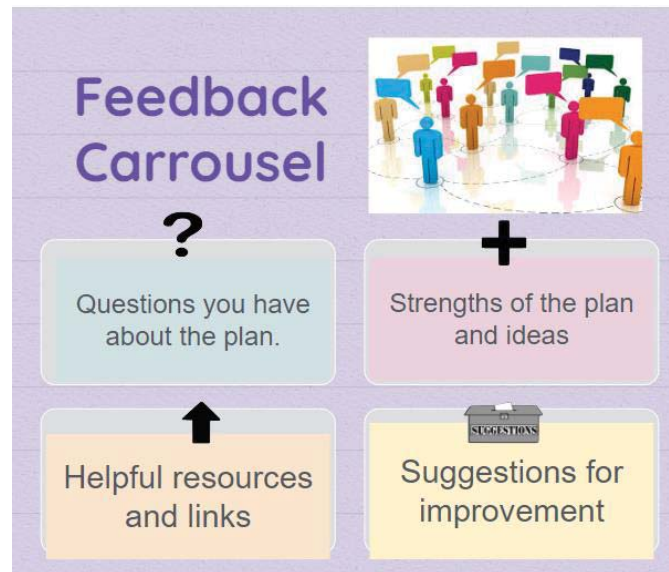 Feedback
Carrousel
?
+
Questions you have
about the plan.
Strengths of the plan
and ideas
SUGGESTIONS
Helpful resources
and links
Suggestions for
improvement